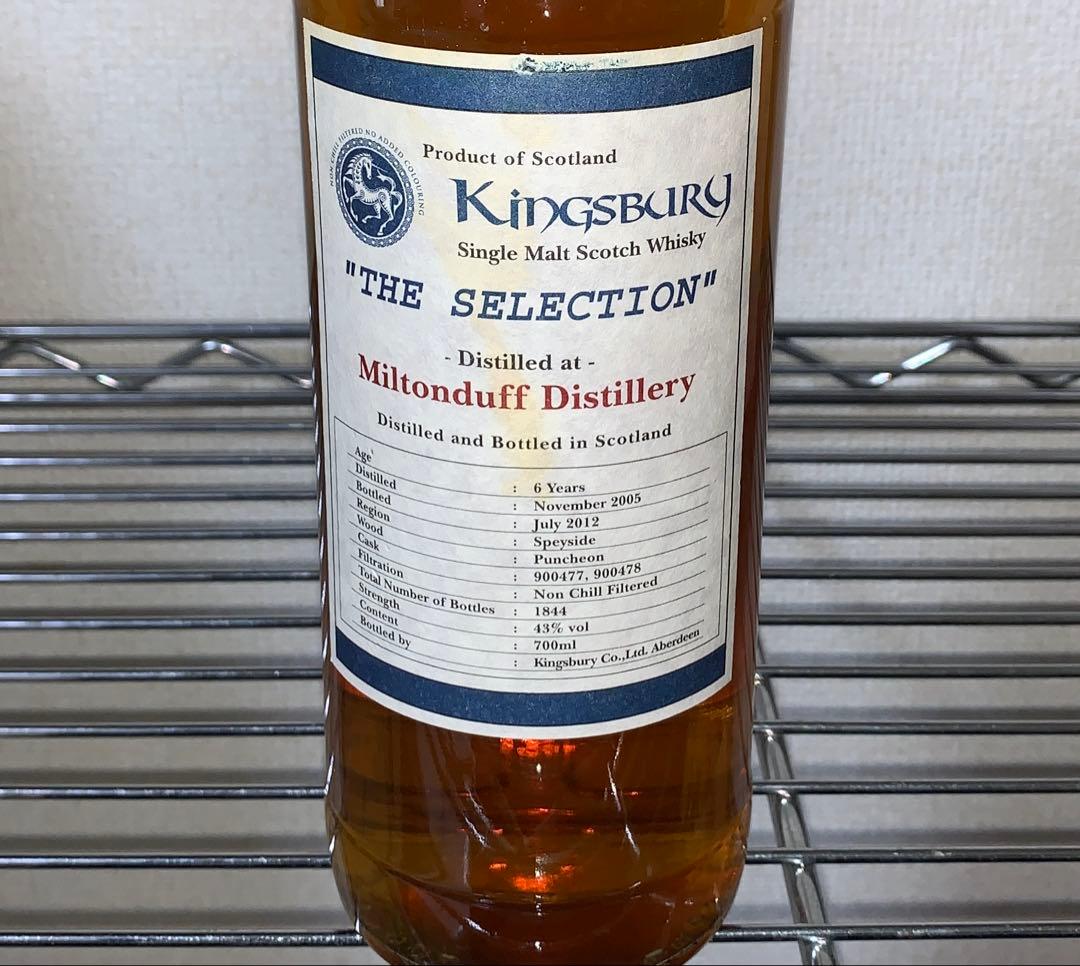 NON CHILL FILTERED NO ADDED COLOURING
Product of Scotland
Kingsbury
Single Malt Scotch Whisky
"THE SELECTION"
- Distilled at -
Miltonduff Distillery
Distilled and Bottled in Scotland
Age : 6 Years
Distilled : November 2005
Bottled : July 2012
Region : Speyside
Wood : Puncheon
Cask : 900477, 900478
Filtration : Non Chill Filtered
Total Number of Bottles : 1844
Strength : 43% vol
Content : 700ml
Bottled by : Kingsbury Co.,Ltd. Aberdeen